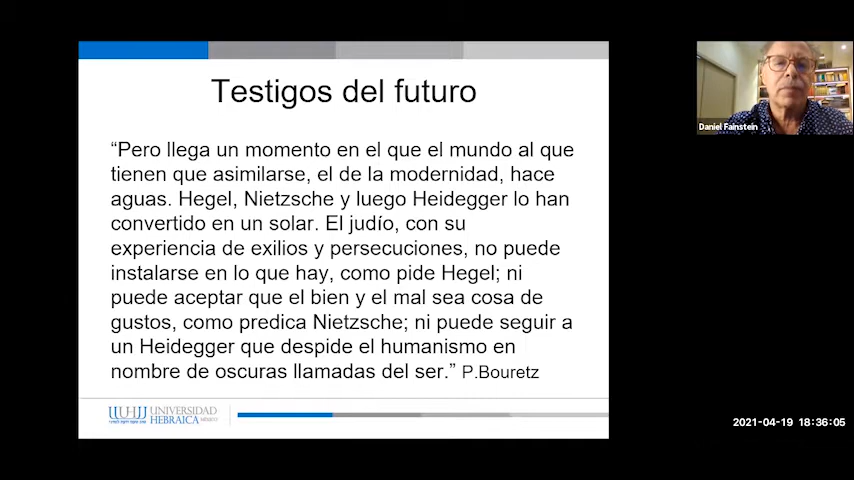 Testigos del futuro
“Pero llega un momento en el que el mundo al que
tienen que asimilarse, el de la modernidad, hace
aguas. Hegel, Nietzsche y luego Heidegger lo han
convertido en un solar. El judío, con su
experiencia de exilios y persecuciones, no puede
instalarse en lo que hay, como pide Hegel; ni
puede aceptar que el bien y el mal sea cosa de
gustos, como predica Nietzsche; ni puede seguir a
un Heidegger que despide el humanismo en
nombre de oscuras llamadas del ser.” P.Bouretz
UNIVERSIDAD
HEBRAICA MÉXICO
Daniel Fainstein
2021-04-19 18:36:05